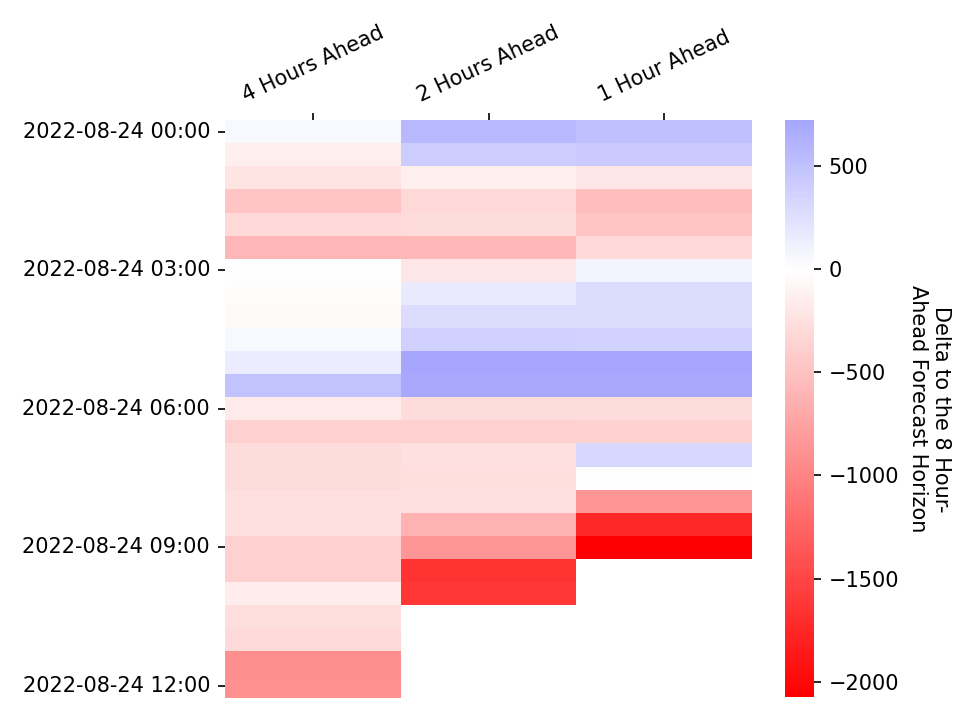 4 Hours Ahead
2 Hours Ahead
1 Hour Ahead
2022-08-24 00:00
2022-08-24 03:00
2022-08-24 06:00
2022-08-24 09:00
2022-08-24 12:00
500
0
−500
−1000
−1500
−2000
Delta to the 8 Hour-
Ahead Forecast Horizon